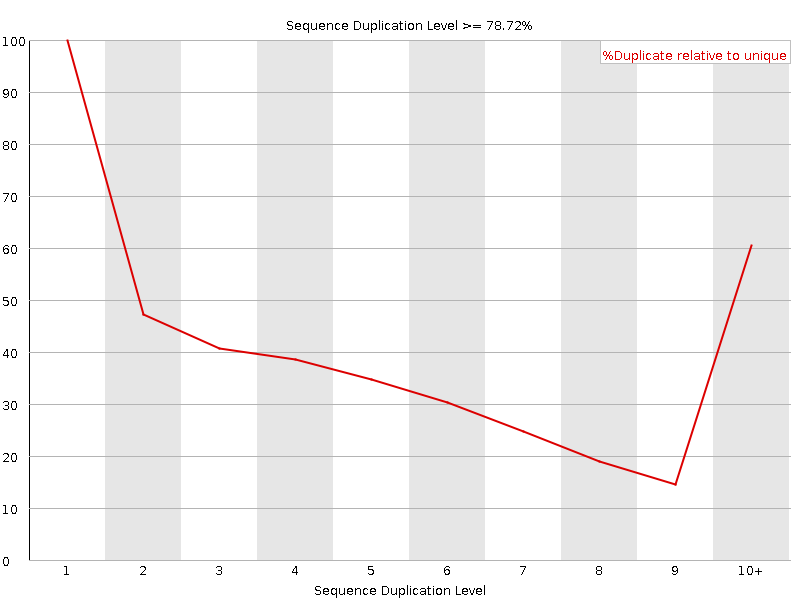 Sequence Duplication Level >= 78.72%
%Duplicate relative to unique
100
90
80
70
60
50
40
30
20
10
0
1 2 3 4 5 6 7 8 9 10+
Sequence Duplication Level